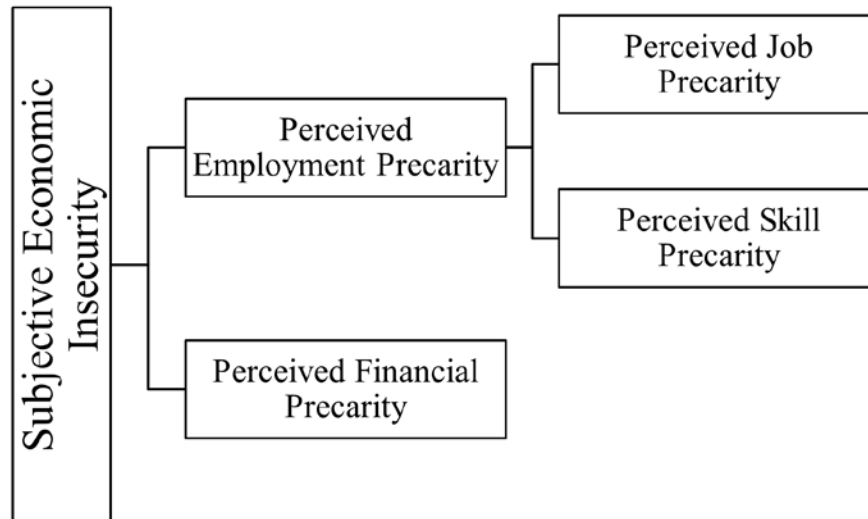 Subjective Economic
Insecurity
Perceived
Employment Precarity
Perceived Financial
Precarity
Perceived Job
Precarity
Perceived Skill
Precarity